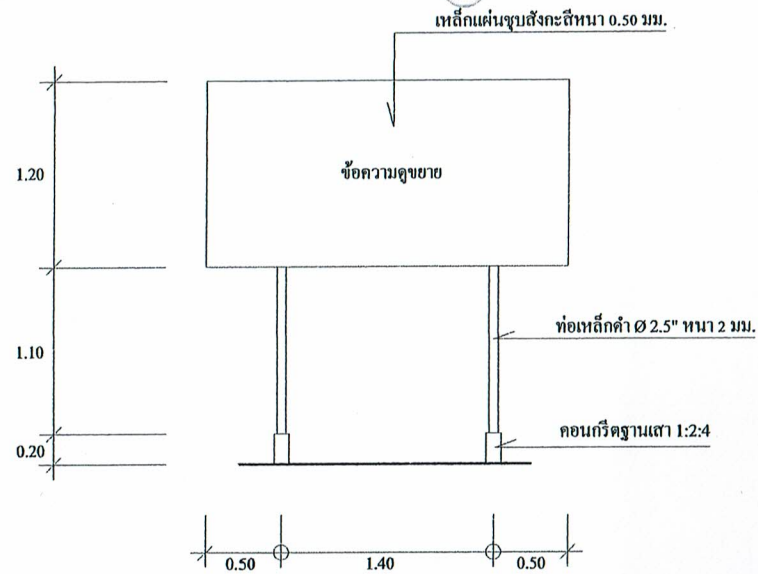 เหล็กแผ่นชุบสังกะสีหนา 0.50 มม.
1.20
ข้อความดูขยาย
1.10
ท่อเหล็กดำ Ø 2.5" หนา 2 มม.
คอนกรีตฐานเสา 1:2:4
0.20
0.50 1.40 0.50